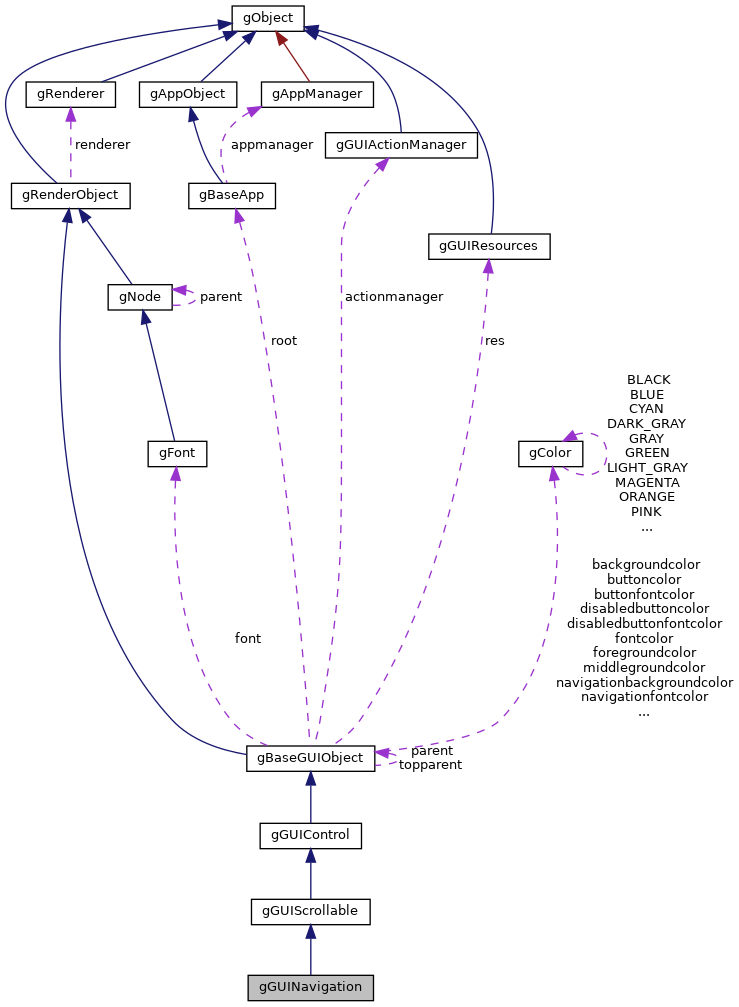 gObject
gRenderer
gAppObject
gAppManager
renderer
appmanager
gGUIActionManager
gRenderObject
gBaseApp
gGUIResources
gNode
parent
actionmanager
root
res
BLACK
BLUE
CYAN
DARK_GRAY
GRAY
GREEN
LIGHT_GRAY
MAGENTA
ORANGE
PINK
...
gFont
gColor
backgroundcolor
buttoncolor
buttonfontcolor
disabledbuttoncolor
disabledbuttonfontcolor
fontcolor
foregroundcolor
middlegroundcolor
navigationbackgroundcolor
navigationfontcolor
...
font
gBaseGUIObject
parent
topparent
gGUIControl
gGUIScrollable
gGUINavigation